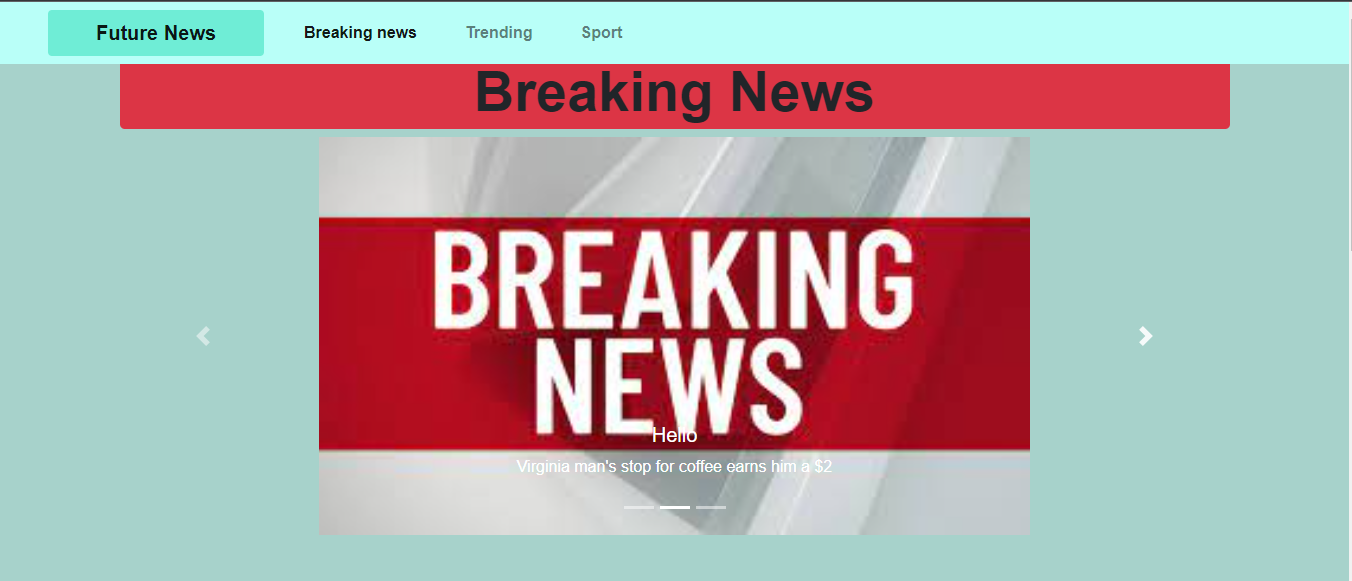 Future News
Breaking news
Trending
Sport
Breaking News
BREAKING
NEWS
Hello
Virginia man's stop for coffee earns him a $2